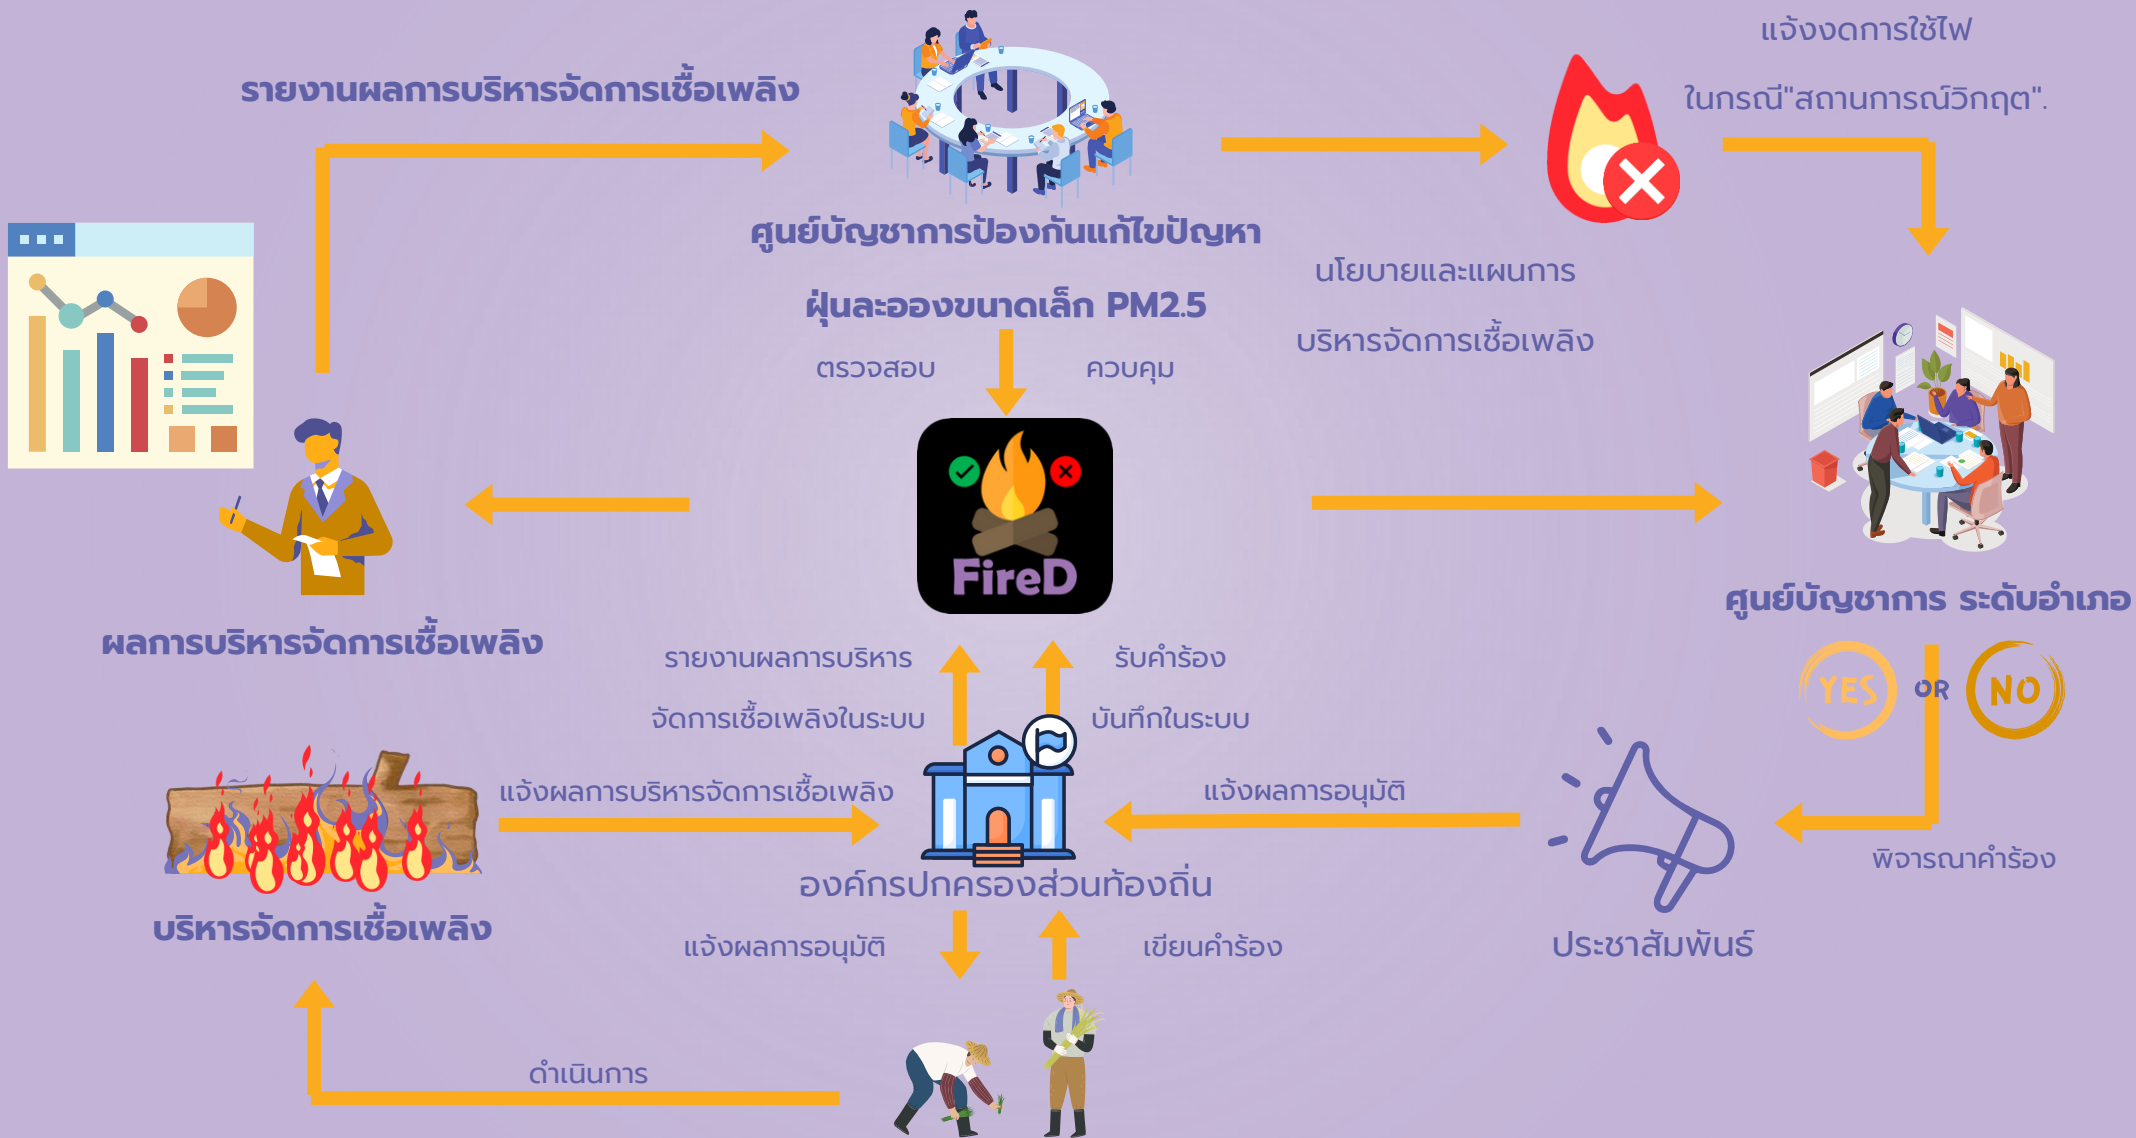 แจ้งงดการใช้ไฟ
ในกรณี"สถานการณ์วิกฤต".
รายงานผลการบริหารจัดการเชื้อเพลิง
ศูนย์บัญชาการป้องกันแก้ไขปัญหา
ฝุ่นละอองขนาดเล็ก PM2.5
นโยบายและแผนการ
บริหารจัดการเชื้อเพลิง
ตรวจสอบ
ควบคุม
FireD
ศูนย์บัญชาการ ระดับอำเภอ
YES OR NO
ผลการบริหารจัดการเชื้อเพลิง
รายงานผลการบริหาร
จัดการเชื้อเพลิงในระบบ
รับคำร้อง
บันทึกในระบบ
แจ้งผลการบริหารจัดการเชื้อเพลิง
แจ้งผลการอนุมัติ
พิจารณาคำร้อง
องค์กรปกครองส่วนท้องถิ่น
บริหารจัดการเชื้อเพลิง
แจ้งผลการอนุมัติ
เขียนคำร้อง
ประชาสัมพันธ์
ดำเนินการ